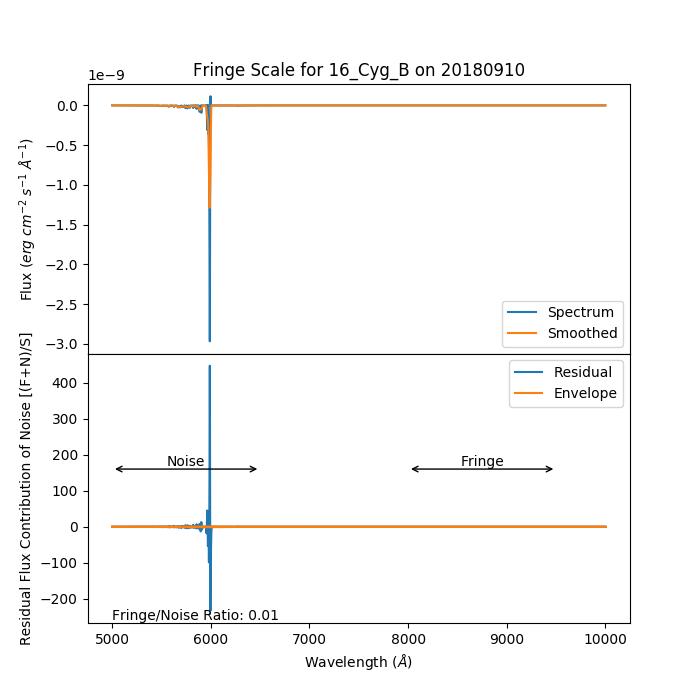 Fringe Scale for 16_Cyg_B on 20180910
1e−9
0.0
−0.5
−1.0
−1.5
−2.0
−2.5
−3.0
Flux (erg cm⁻² s⁻¹ Å⁻¹)
Spectrum
Smoothed
400
300
200
100
0
−100
−200
Residual Flux Contribution of Noise [(F+N)/S]
Residual
Envelope
Noise
Fringe
Fringe/Noise Ratio: 0.01
5000 6000 7000 8000 9000 10000
Wavelength (Å)